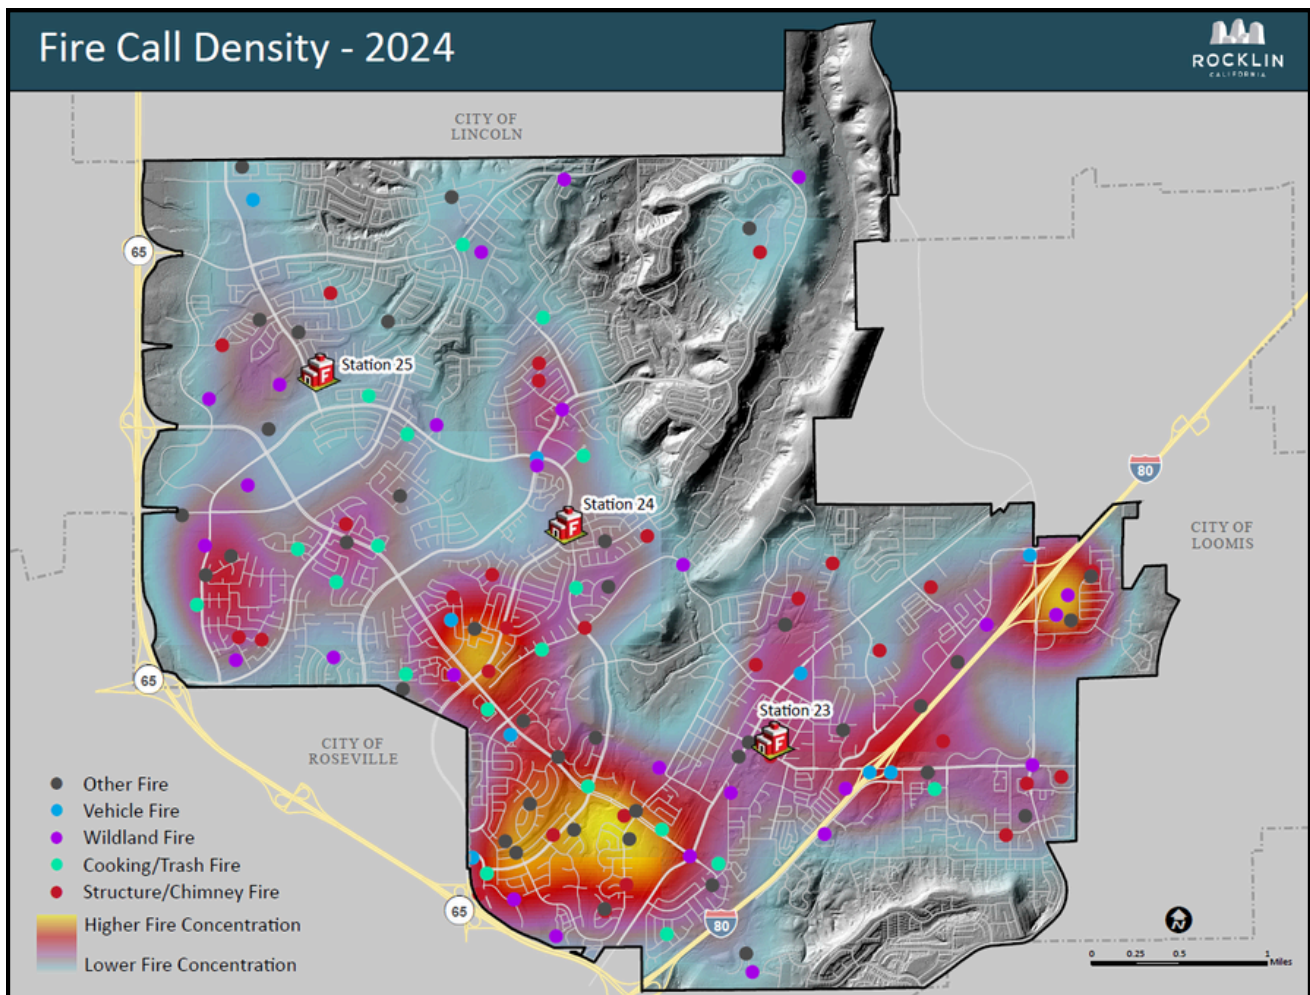 Fire Call Density - 2024
ROCKLIN
CALIFORNIA
CITY OF
LINCOLN
65
Station 25
80
Station 24
CITY OF
LOOMIS
65
Station 23
CITY OF
ROSEVILLE
Other Fire
Vehicle Fire
Wildland Fire
Cooking/Trash Fire
Structure/Chimney Fire
65
80
Higher Fire Concentration
Lower Fire Concentration
N
0 0.25 0.5 1
Miles
F
F
F